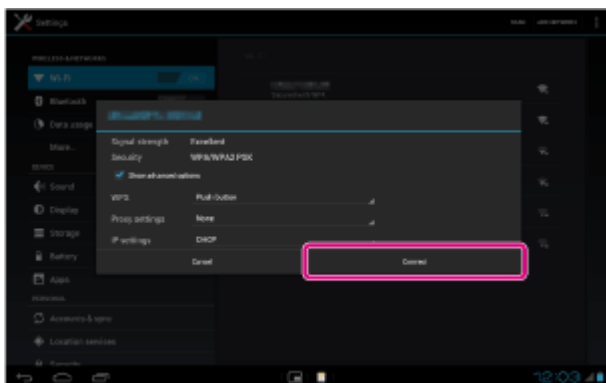 Settings
WIRELESS & NETWORKS
Wi-Fi
ON
Bluetooth
Data usage
More...
DEVICE
Sound
Display
Storage
Battery
Apps
PERSONAL
Accounts & sync
Location services
Security
Signal strength Excellent
Security WPA/WPA2 PSK
Show advanced options
WPS Push button
Proxy settings None
IP settings DHCP
Cancel Connect
12:03